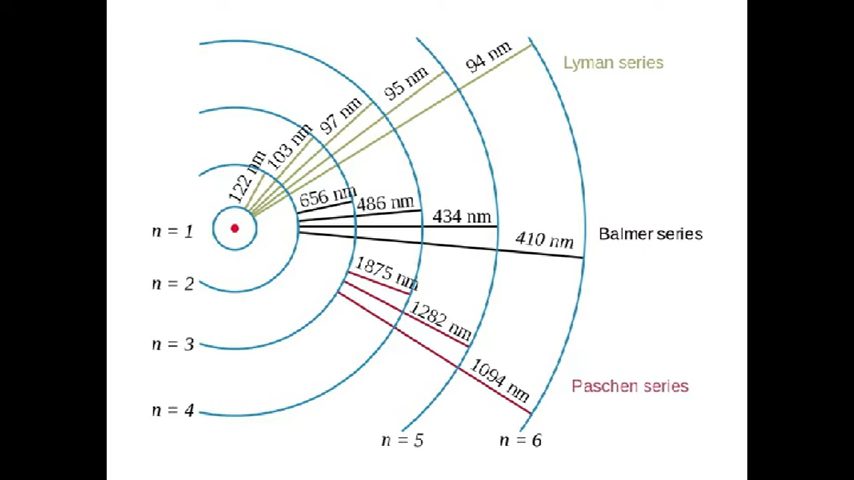 94 nm
Lyman series
95 nm
97 nm
103 nm
122 nm
656 nm
486 nm
434 nm
410 nm
Balmer series
n = 1
1875 nm
n = 2
1282 nm
n = 3
1094 nm
Paschen series
n = 4
n = 5
n = 6